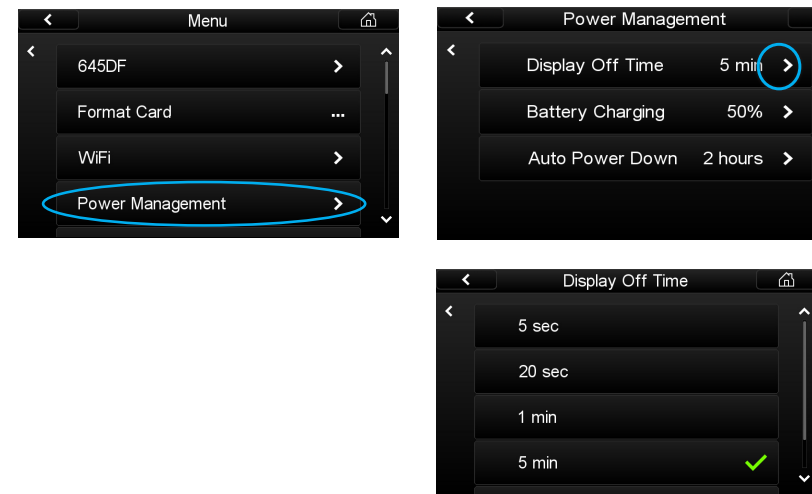 Menu
645DF
Format Card ...
WiFi
Power Management
Power Management
Display Off Time 5 min
Battery Charging 50%
Auto Power Down 2 hours
Display Off Time
5 sec
20 sec
1 min
5 min